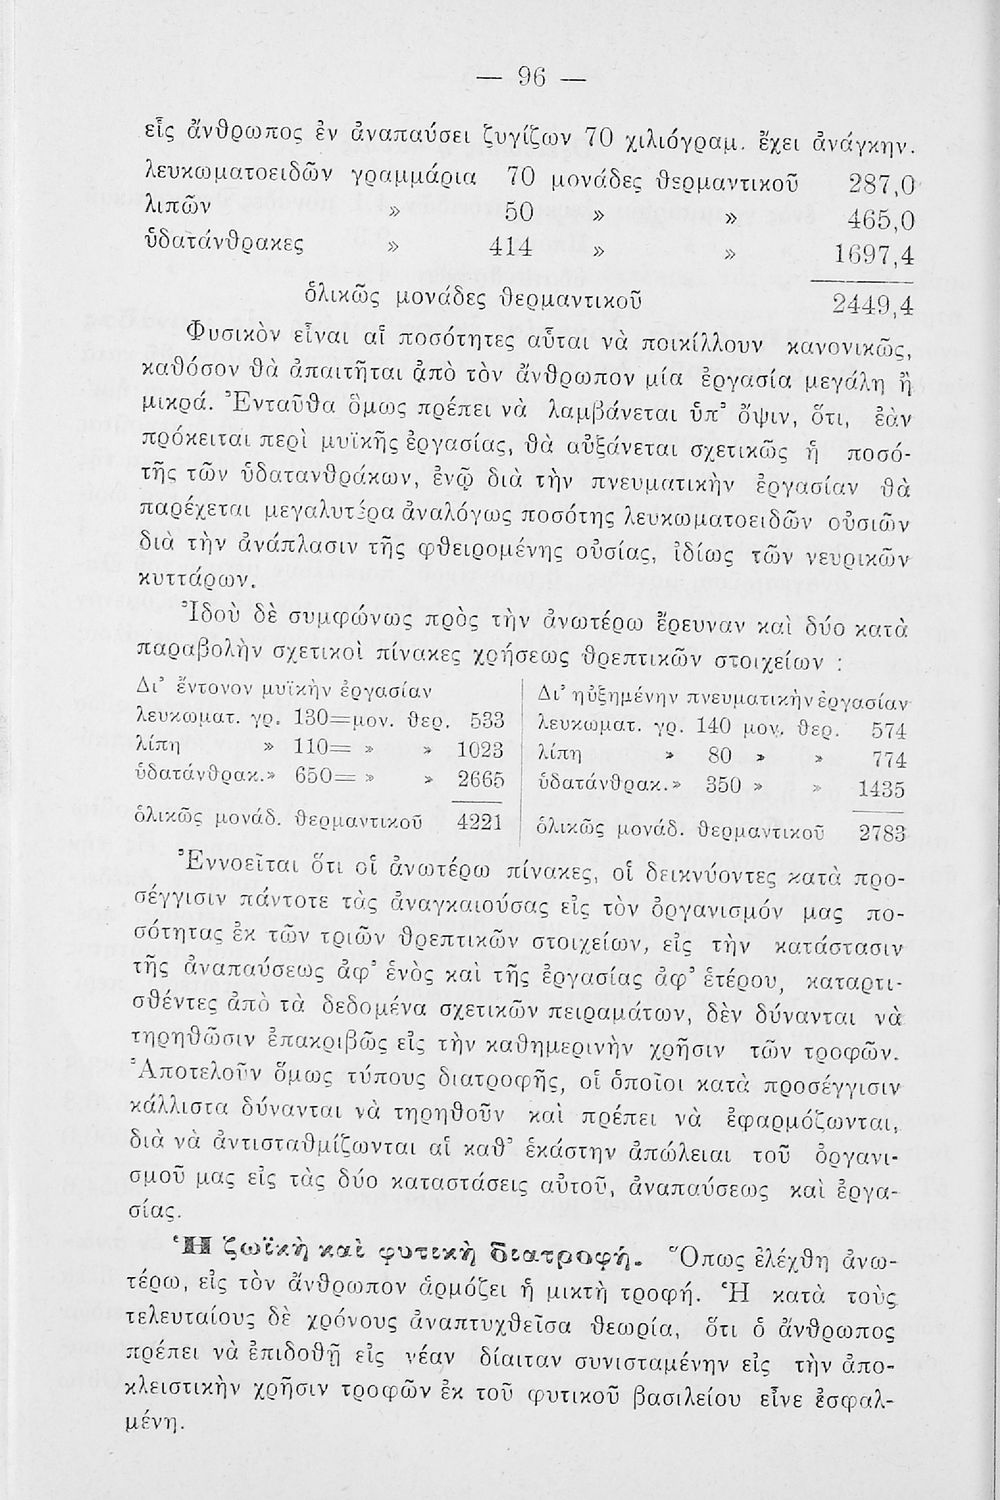 — 96 —
εἷς ἄνθρωπος ἐν ἀναπαύσει ζυγίζων 70 χιλιόγραμ. ἔχει ἀνάγκην.
λευκωματοειδῶν γραμμάρια 70 μονάδες θερμαντικοῦ 287,0
λιπῶν » 50 » » 465,0
ὑδατάνθρακες » 414 » » 1697,4
ὁλικῶς μονάδες θερμαντικοῦ 2449,4
Φυσικὸν εἶναι αἱ ποσότητες αὗται νὰ ποικίλλουν κανονικῶς,
καθόσον θὰ ἀπαιτῆται ἀπὸ τὸν ἄνθρωπον μία ἐργασία μεγάλη ἢ
μικρά. Ἐνταῦθα ὅμως πρέπει νὰ λαμβάνεται ὑπ' ὄψιν, ὅτι, ἐὰν
πρόκειται περὶ μυϊκῆς ἐργασίας, θὰ αὐξάνεται σχετικῶς ἡ ποσό-
τῆς τῶν ὑδατανθράκων, ἐνῷ διὰ τὴν πνευματικὴν ἐργασίαν θὰ
παρέχεται μεγαλυτέρα ἀναλόγως ποσότης λευκωματοειδῶν οὐσιῶν
διὰ τὴν ἀνάπλασιν τῆς φθειρομένης οὐσίας, ἰδίως τῶν νευρικῶν
κυττάρων.
Ἰδοὺ δὲ συμφώνως πρὸς τὴν ἀνωτέρω ἔρευναν καὶ δύο κατὰ
παραβολὴν σχετικοὶ πίνακες χρήσεως θρεπτικῶν στοιχείων :
Δι' ἔντονον μυϊκὴν ἐργασίαν
λευκωματ. γρ. 130=μον. θερ. 533
λίπη » 110= » » 1023
ὑδατάνθρακ.» 650= » » 2665
ὁλικῶς μονάδ. θερμαντικοῦ 4221
Δι' ηὐξημένην πνευματικὴν ἐργασίαν
λευκωματ. γρ. 140 μον. θερ. 574
λίπη » 80 » » 774
ὑδατάνθρακ.» 350 » » 1435
ὁλικῶς μονάδ. θερμαντικοῦ 2783
Ἐννοεῖται ὅτι οἱ ἀνωτέρω πίνακες, οἱ δεικνύοντες κατὰ προ-
σέγγισιν πάντοτε τὰς ἀναγκαιούσας εἰς τὸν ὀργανισμόν μας πο-
σότητας ἐκ τῶν τριῶν θρεπτικῶν στοιχείων, εἰς τὴν κατάστασιν
τῆς ἀναπαύσεως ἀφ' ἑνὸς καὶ τῆς ἐργασίας ἀφ' ἑτέρου, καταρτι-
σθέντες ἀπὸ τὰ δεδομένα σχετικῶν πειραμάτων, δὲν δύνανται νὰ
τηρηθῶσιν ἐπακριβῶς εἰς τὴν καθημερινὴν χρῆσιν τῶν τροφῶν.
Ἀποτελοῦν ὅμως τύπους διατροφῆς, οἱ ὁποῖοι κατὰ προσέγγισιν
κάλλιστα δύνανται νὰ τηρηθοῦν καὶ πρέπει νὰ ἐφαρμόζωνται,
διὰ νὰ ἀντισταθμίζωνται αἱ καθ' ἑκάστην ἀπώλειαι τοῦ ὀργανι-
σμοῦ μας εἰς τὰς δύο καταστάσεις αὐτοῦ, ἀναπαύσεως καὶ ἐργα-
σίας.
Ἡ ζωϊκὴ καὶ φυτικὴ διατροφή. Ὅπως ἐλέχθη ἀνω-
τέρω, εἰς τὸν ἄνθρωπον ἁρμόζει ἡ μικτὴ τροφή. Ἡ κατὰ τοὺς
τελευταίους δὲ χρόνους ἀναπτυχθεῖσα θεωρία, ὅτι ὁ ἄνθρωπος
πρέπει νὰ ἐπιδοθῇ εἰς νέαν δίαιταν συνισταμένην εἰς τὴν ἀπο-
κλειστικὴν χρῆσιν τροφῶν ἐκ τοῦ φυτικοῦ βασιλείου εἶνε ἐσφαλ-
μένη.